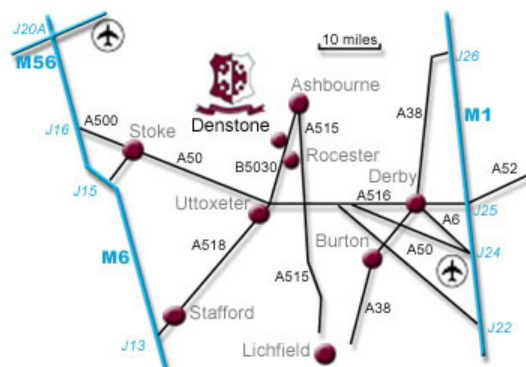 J20A
M56
10 miles
J26
Ashbourne
A38
M1
Denstone
A515
J16
A500
Stoke
Rocester
A52
A50
B5030
Derby
A516
J15
Uttoxeter
A6
J25
A518
Burton
A50
J24
M6
A515
Stafford
A38
J22
J13
Lichfield